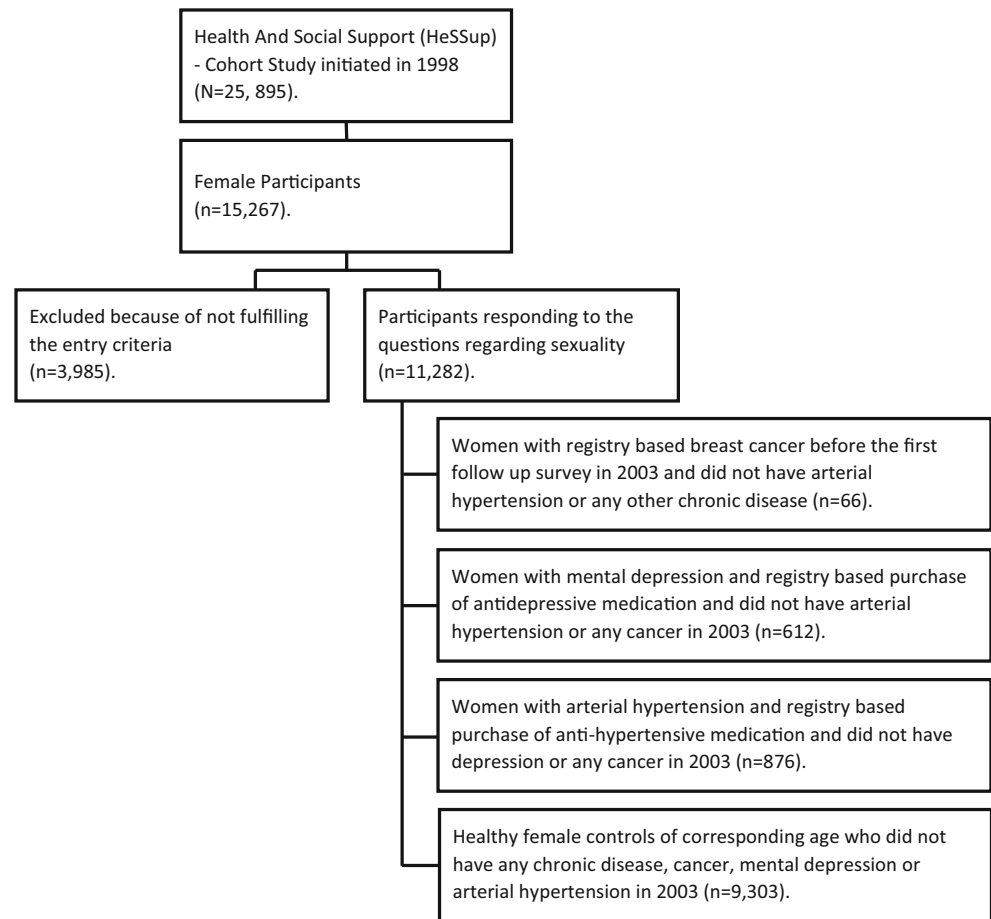 Health And Social Support (HeSSup)
- Cohort Study initiated in 1998
(N=25, 895).
Female Participants
(n=15,267).
Excluded because of not fulfilling
the entry criteria
(n=3,985).
Participants responding to the
questions regarding sexuality
(n=11,282).
Women with registry based breast cancer before the first
follow up survey in 2003 and did not have arterial
hypertension or any other chronic disease (n=66).
Women with mental depression and registry based purchase
of antidepressive medication and did not have arterial
hypertension or any cancer in 2003 (n=612).
Women with arterial hypertension and registry based
purchase of anti-hypertensive medication and did not have
depression or any cancer in 2003 (n=876).
Healthy female controls of corresponding age who did not
have any chronic disease, cancer, mental depression or
arterial hypertension in 2003 (n=9,303).